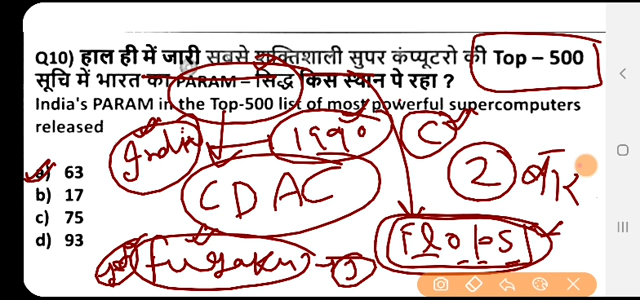 Q10) हाल ही में जारी सबसे शक्तिशाली सुपर कंप्यूटरो की Top – 500
सूचि में भारत का PARAM – सिद्ध किस स्थान पे रहा ?
India's PARAM in the Top-500 list of most powerful supercomputers
released
India 1990 C
a) 63
2 बार
b) 17
CDAC
c) 75
Flops
d) 93
Fugaku J